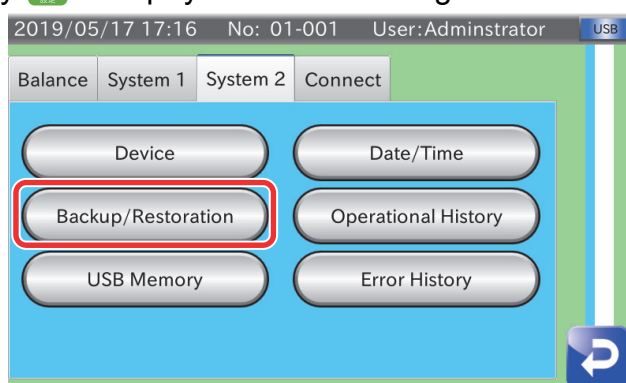 2019/05/17 17:16 No: 01-001 User:Adminstrator USB
Balance System 1 System 2 Connect
Device Date/Time
Backup/Restoration Operational History
USB Memory Error History